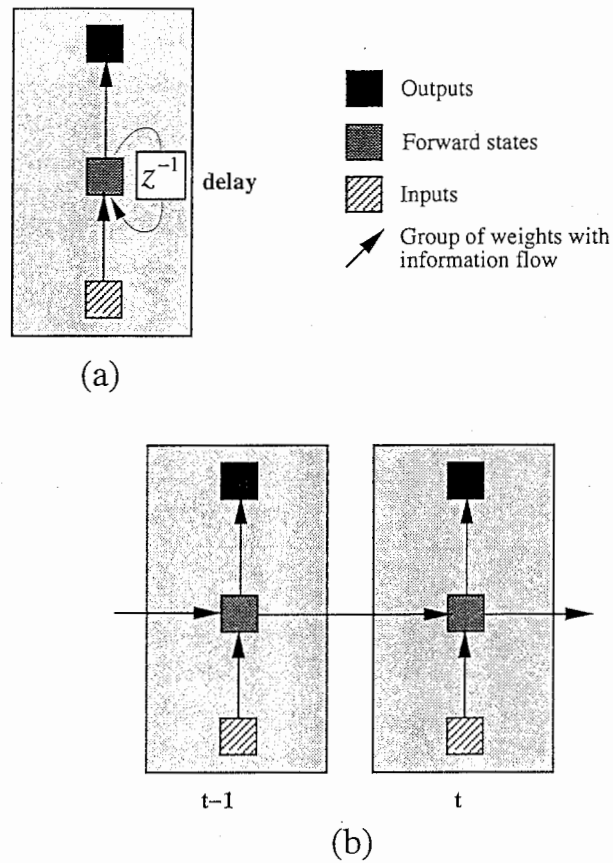 z⁻¹
delay
(a)
Outputs
Forward states
Inputs
Group of weights with
information flow
t-1
t
(b)